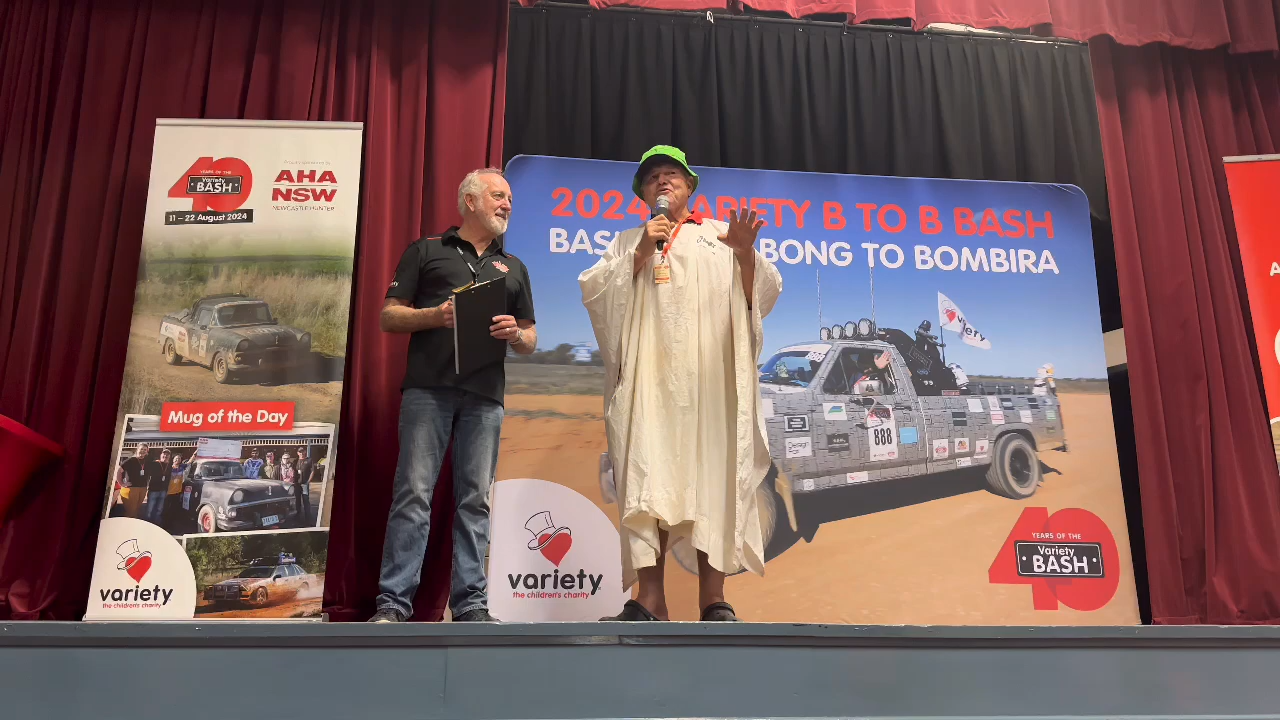 YEARS OF THE
40
Variety
BASH
11 – 22 August 2024
AHA
NSW
NEWCASTLE HUNTER
Mug of the Day
variety
the children's charity
2024 VARIETY B TO B BASH
BONG TO BOMBIRA
variety
888
variety
the children's charity
YEARS OF THE
40
Variety
BASH
A